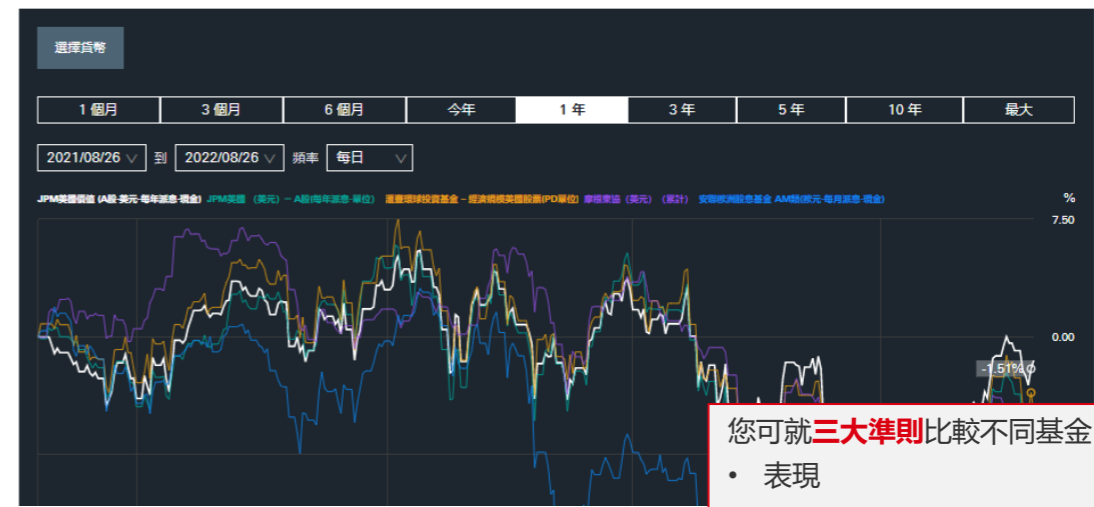 選擇貨幣
1 個月 3 個月 6 個月 今年 1 年 3 年 5 年 10 年 最大
2021/08/26 到 2022/08/26 頻率 每日
JPM美國價值 (A股-美元-每年派息-現金) JPM美國 (美元) – A股(每年派息-單位) 滙豐環球投資基金 – 經濟規模美國股票(PD單位) 摩根東協 (美元) (累計) 安聯歐洲股息基金 AM類(歐元-每月派息-現金) %
7.50
0.00
-1.51%
您可就三大準則比較不同基金
• 表現